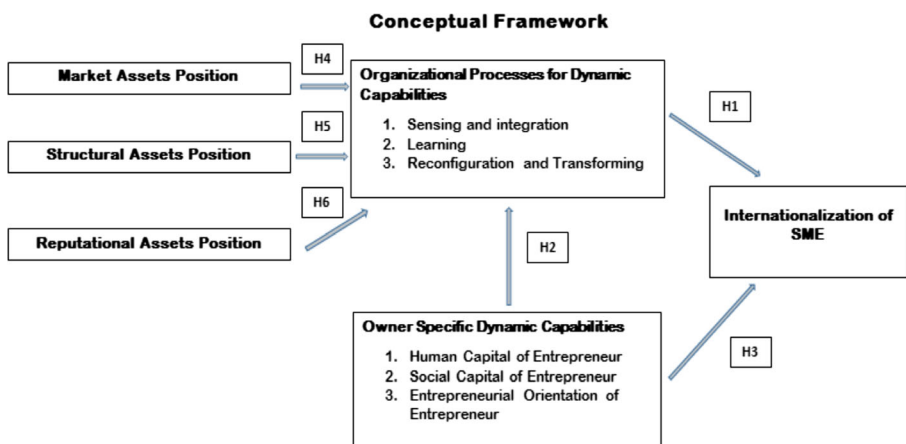 Conceptual Framework
H4
Market Assets Position
H5
Structural Assets Position
H6
Reputational Assets Position
Organizational Processes for Dynamic
Capabilities
1. Sensing and integration
2. Learning
3. Reconfiguration and Transforming
H1
Internationalization of
SME
H2
Owner Specific Dynamic Capabilities
1. Human Capital of Entrepreneur
2. Social Capital of Entrepreneur
3. Entrepreneurial Orientation of
Entrepreneur
H3